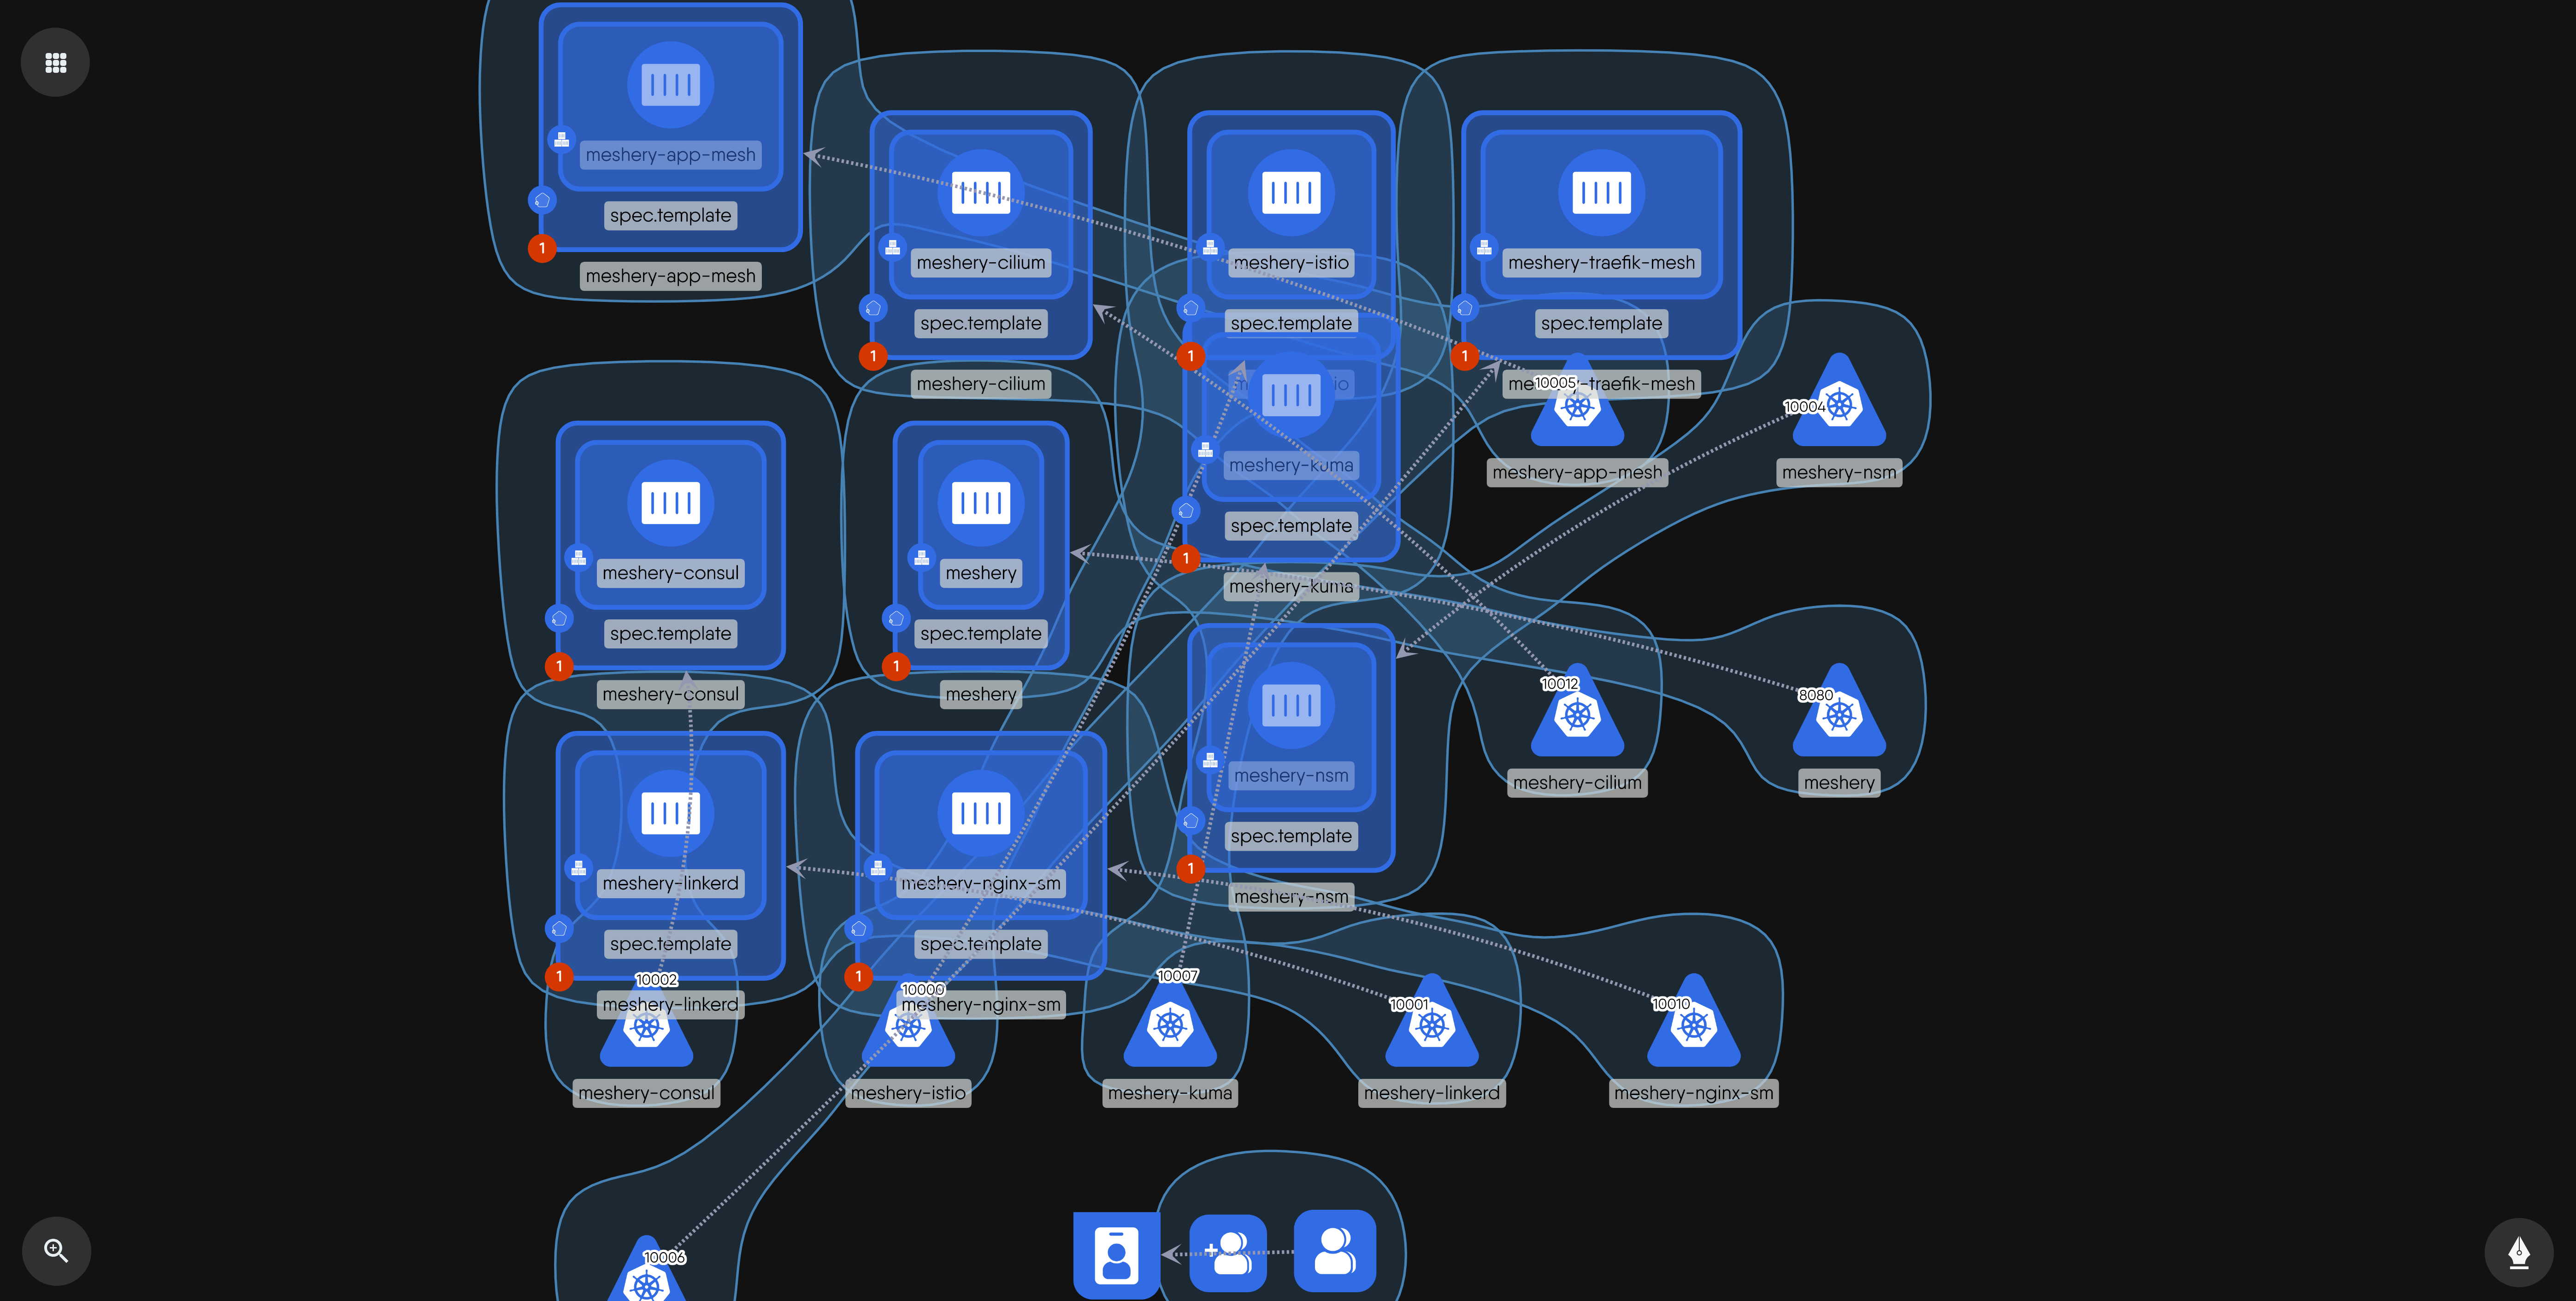 meshery-app-mesh
spec.template
1
meshery-app-mesh
meshery-cilium
spec.template
1
meshery-cilium
meshery-istio
spec.template
1
meshery-traefik-mesh
spec.template
1
10005
meshery-app-mesh
10004
meshery-nsm
meshery-consul
spec.template
1
meshery-consul
meshery
spec.template
1
meshery
meshery-kuma
spec.template
1
meshery-kuma
10012
meshery-cilium
8080
meshery
meshery-linkerd
spec.template
1
meshery-linkerd
meshery-nginx-sm
spec.template
1
meshery-nginx-sm
meshery-nsm
spec.template
1
meshery-nsm
10002
meshery-consul
10000
meshery-istio
10007
meshery-kuma
10001
meshery-linkerd
10010
meshery-nginx-sm
10006